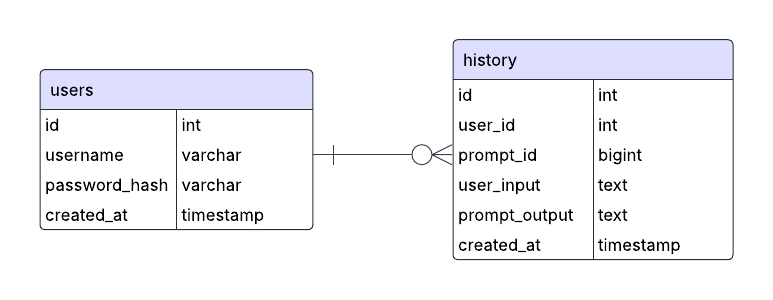 users
id int
username varchar
password_hash varchar
created_at timestamp
history
id int
user_id int
prompt_id bigint
user_input text
prompt_output text
created_at timestamp